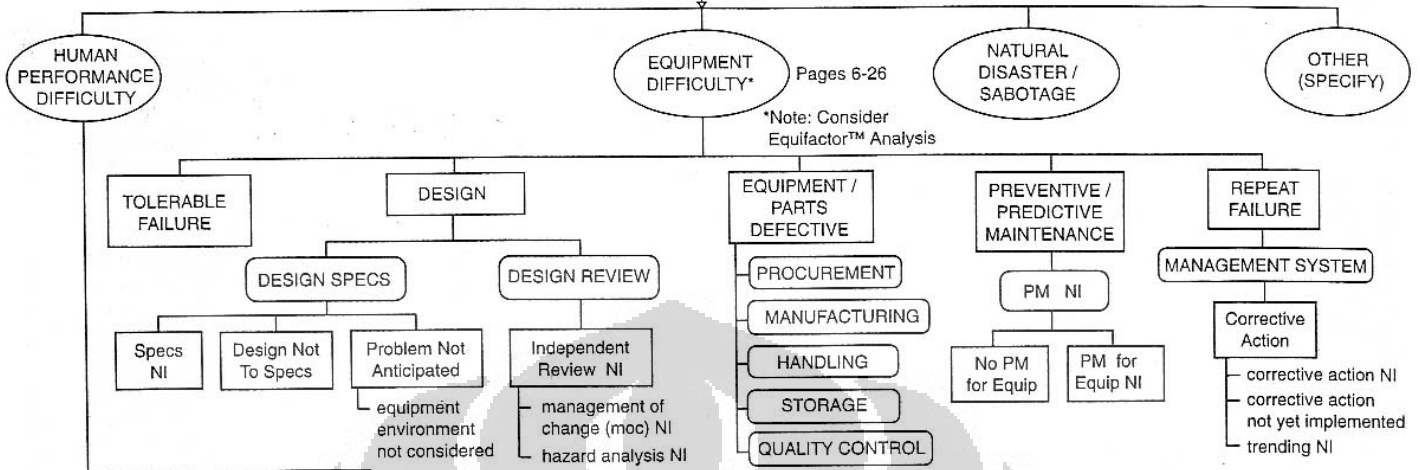 HUMAN
PERFORMANCE
DIFFICULTY
EQUIPMENT
DIFFICULTY*
Pages 6-26
*Note: Consider
Equifactor™ Analysis
NATURAL
DISASTER /
SABOTAGE
OTHER
(SPECIFY)
TOLERABLE
FAILURE
DESIGN
EQUIPMENT /
PARTS
DEFECTIVE
PREVENTIVE /
PREDICTIVE
MAINTENANCE
REPEAT
FAILURE
DESIGN SPECS
DESIGN REVIEW
PROCUREMENT
MANUFACTURING
HANDLING
STORAGE
QUALITY CONTROL
PM NI
MANAGEMENT SYSTEM
Specs
NI
Design Not
To Specs
Problem Not
Anticipated
equipment
environment
not considered
Independent
Review NI
management of
change (moc) NI
hazard analysis NI
No PM
for Equip
PM for
Equip NI
Corrective
Action
corrective action NI
corrective action
not yet implemented
trending NI